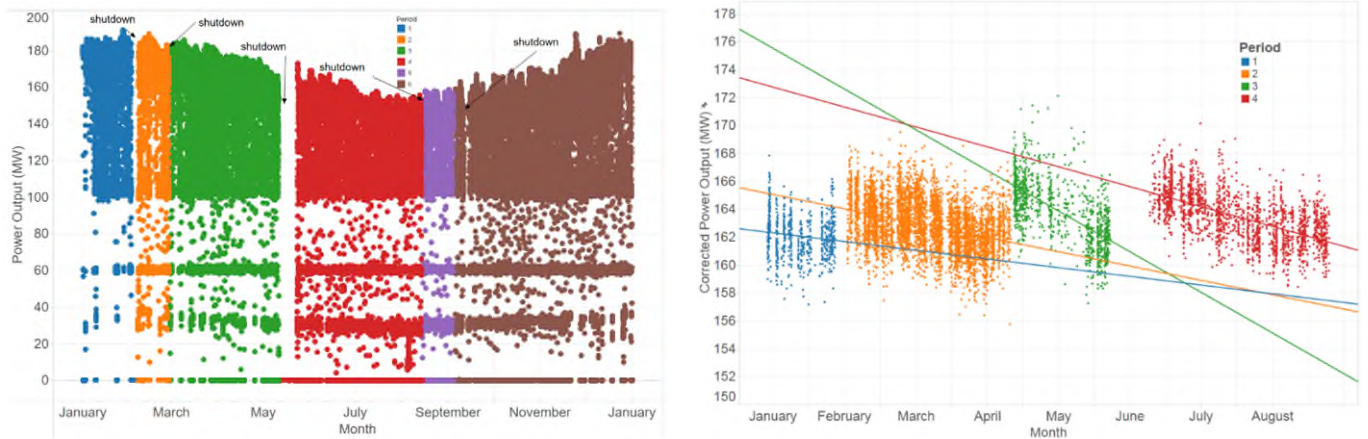 200
180
160
140
120
100
80
60
40
20
0
Power Output (MW)
shutdown
shutdown
shutdown
shutdown
shutdown
Period
1
2
3
4
5
6
January
March
May
July
September
November
January
Month
178
176
174
172
170
168
166
164
162
160
158
156
154
152
150
Corrected Power Output (MW)
Period
1
2
3
4
January
February
March
April
May
June
July
August
Month